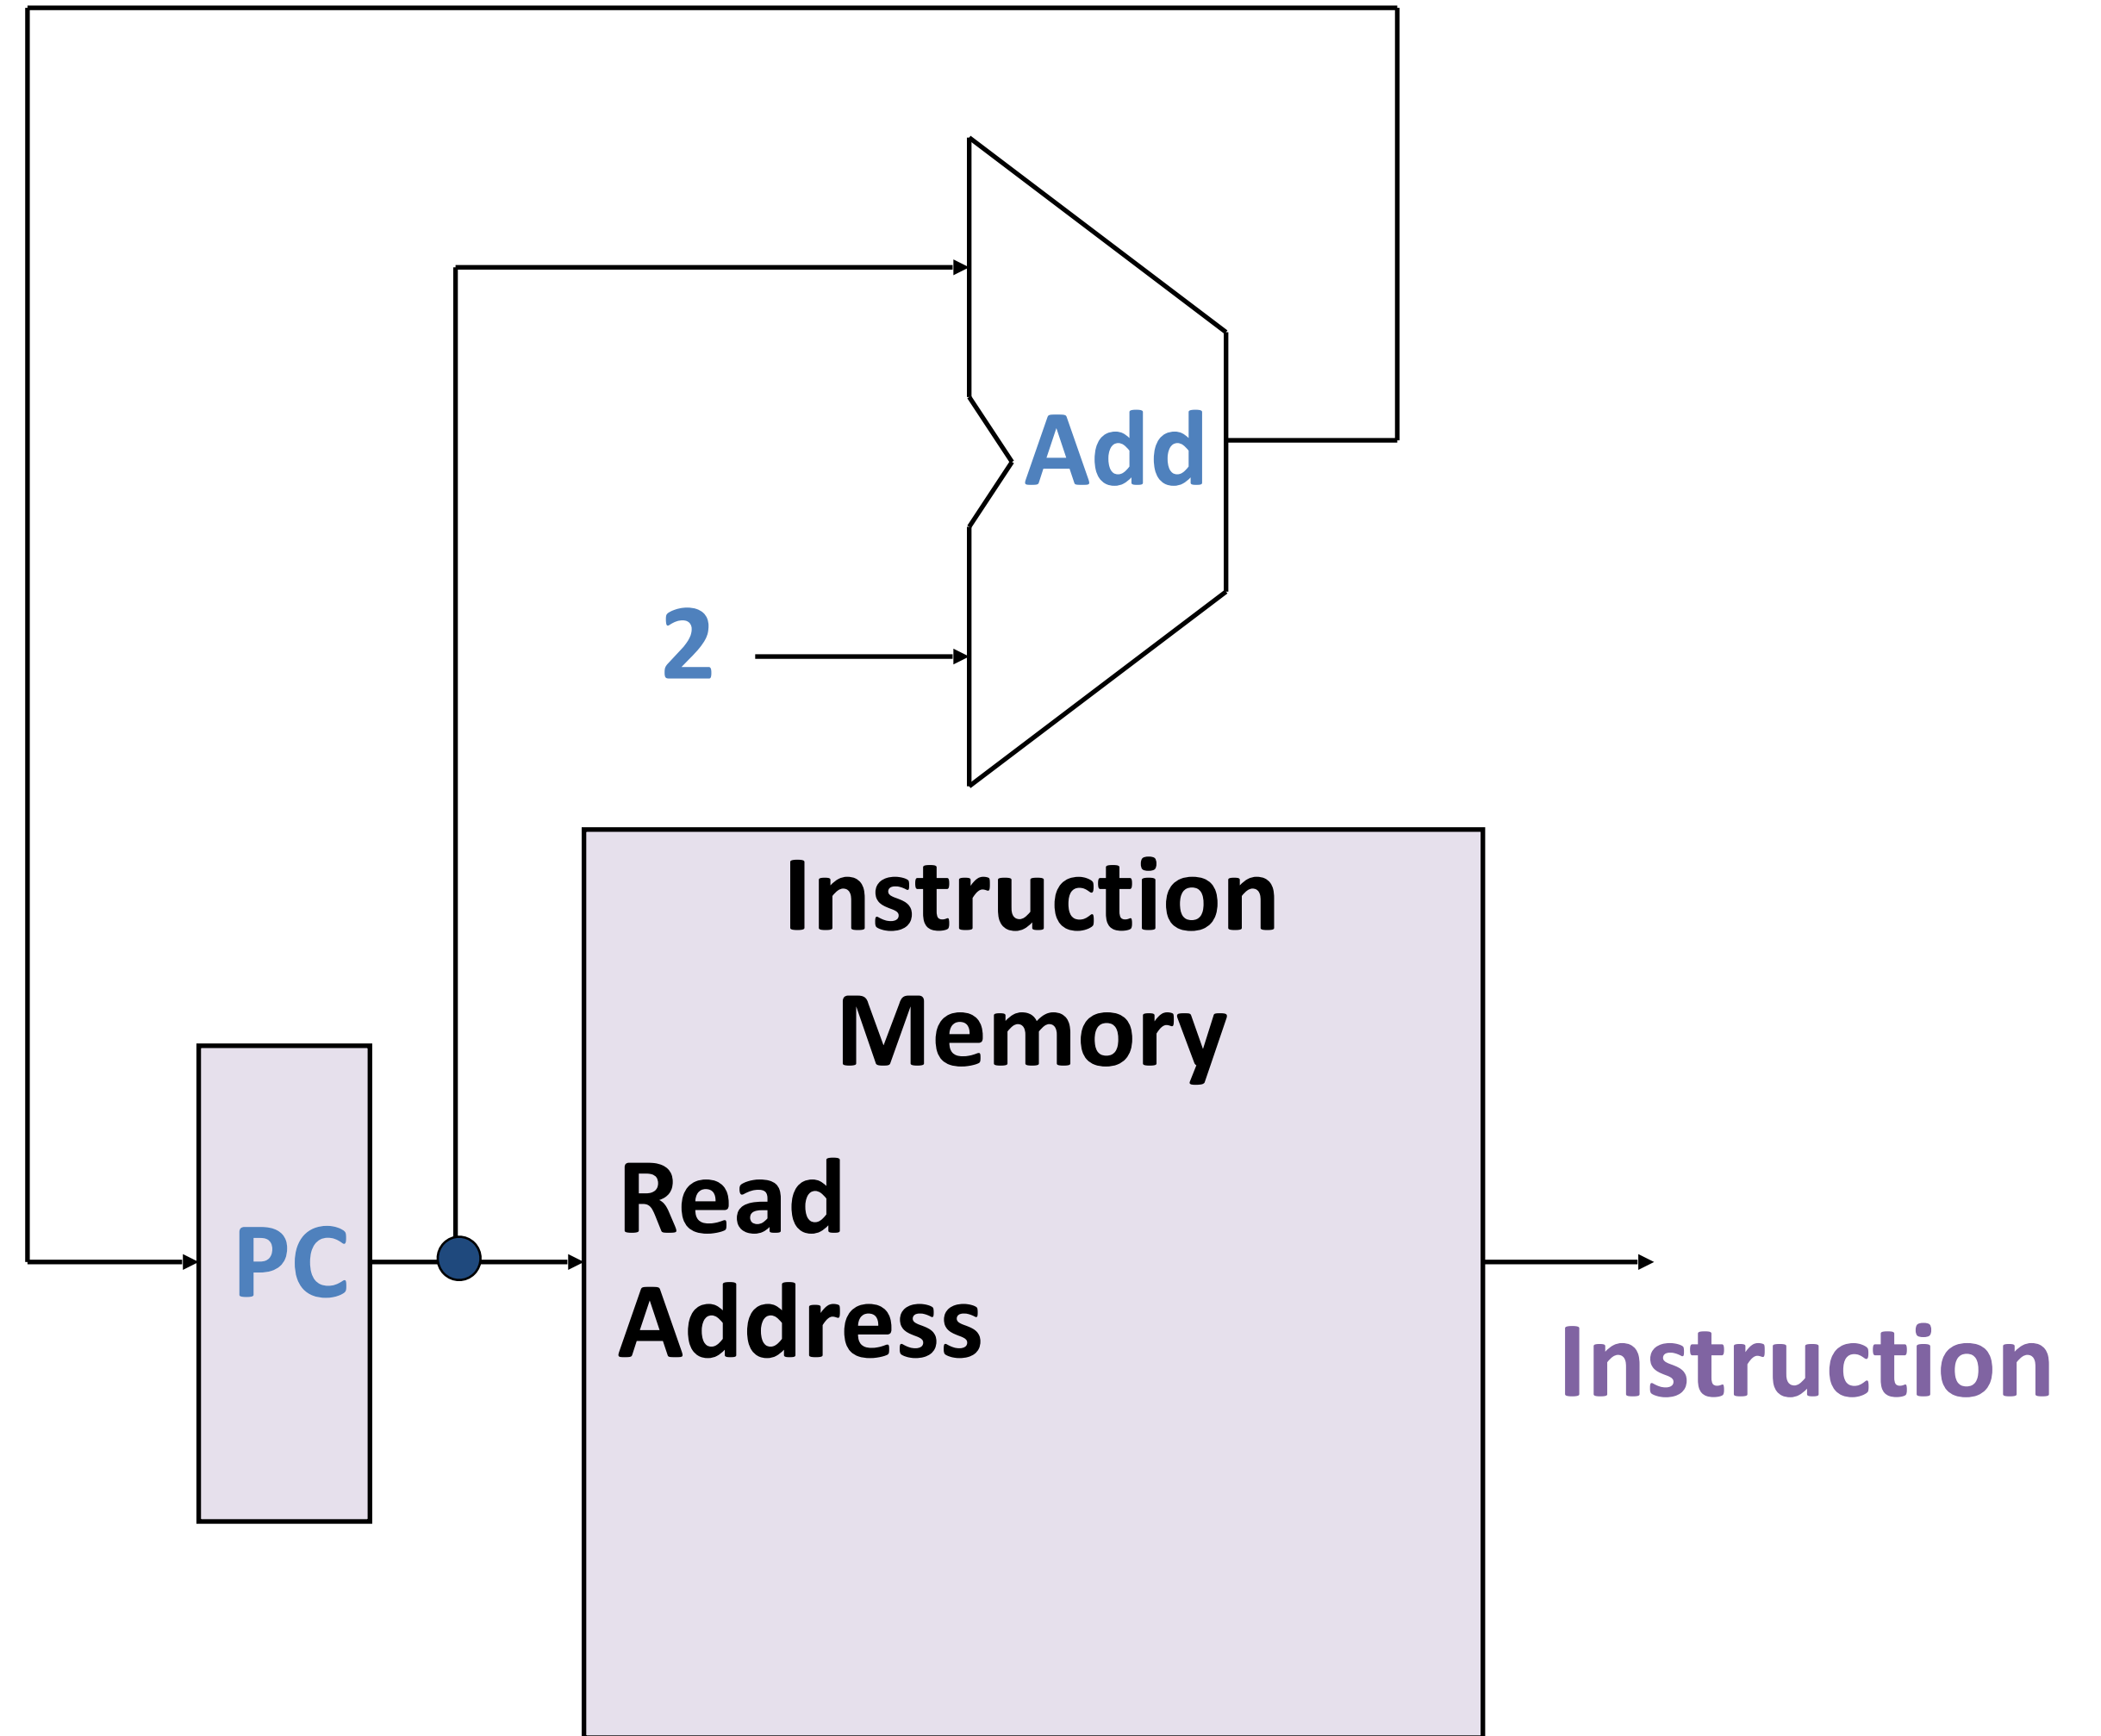 Add
2
Instruction
Memory
Read
Address
PC
Instruction